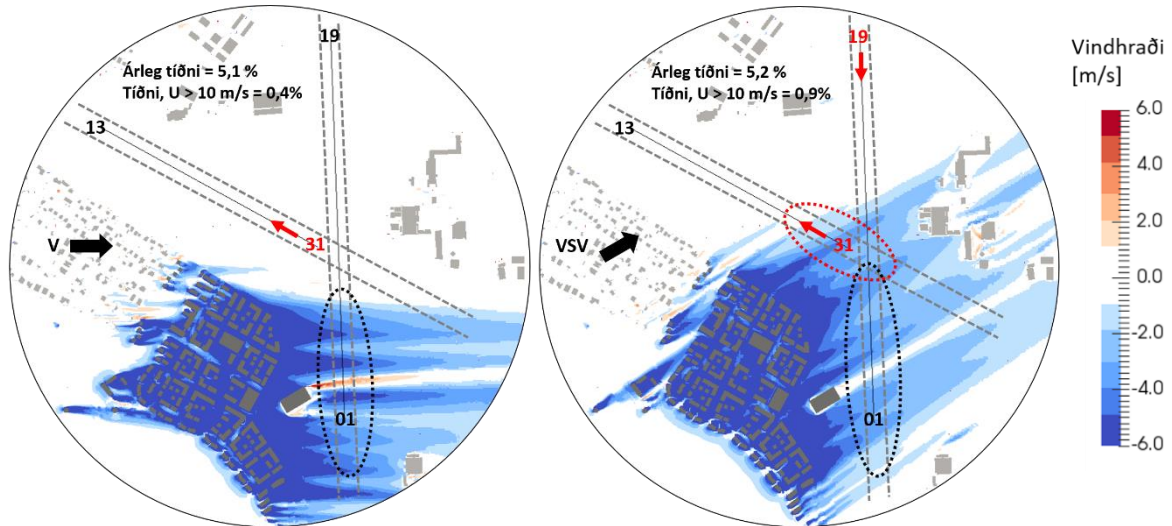 19
Árleg tíðni = 5,1 %
Tíðni, U > 10 m/s = 0,4%
13
V
31
01
19
Árleg tíðni = 5,2 %
Tíðni, U > 10 m/s = 0,9%
13
VSV
31
01
Vindhraði
[m/s]
6.0
4.0
2.0
0.0
-2.0
-4.0
-6.0